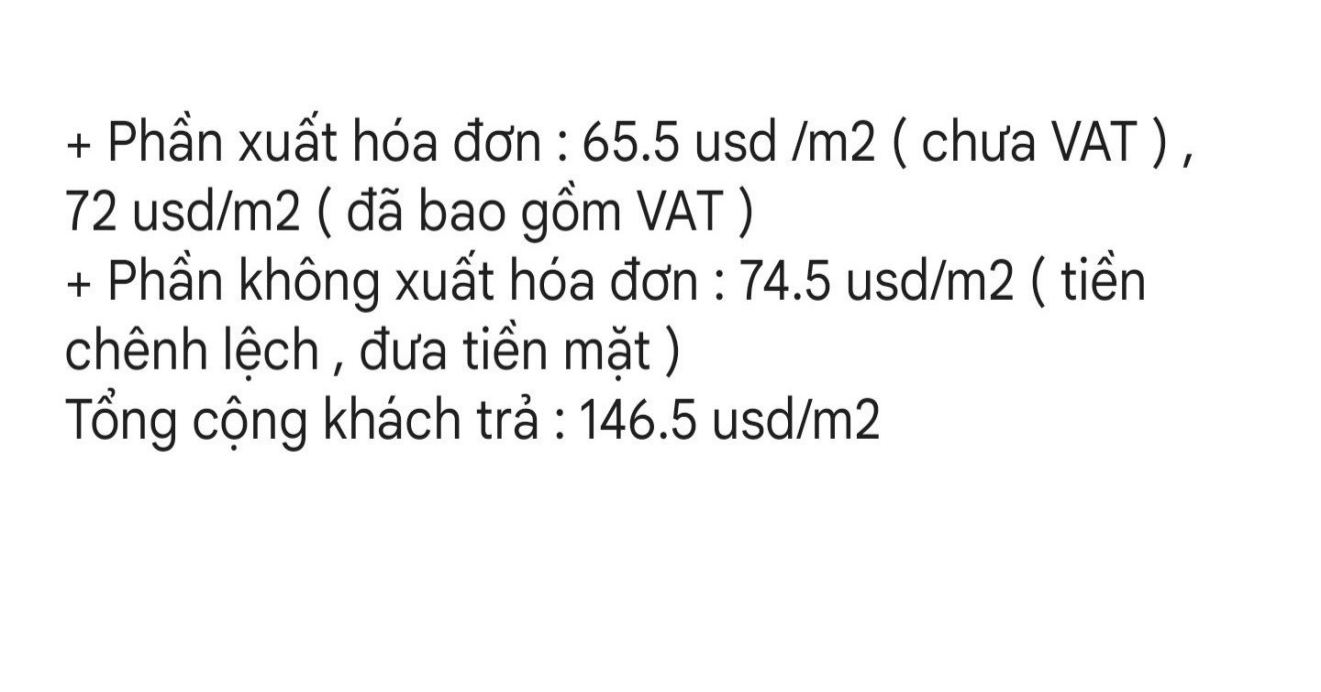 + Phần xuất hóa đơn : 65.5 usd /m2 ( chưa VAT ) ,
72 usd/m2 ( đã bao gồm VAT )
+ Phần không xuất hóa đơn : 74.5 usd/m2 ( tiền
chênh lệch , đưa tiền mặt )
Tổng cộng khách trả : 146.5 usd/m2